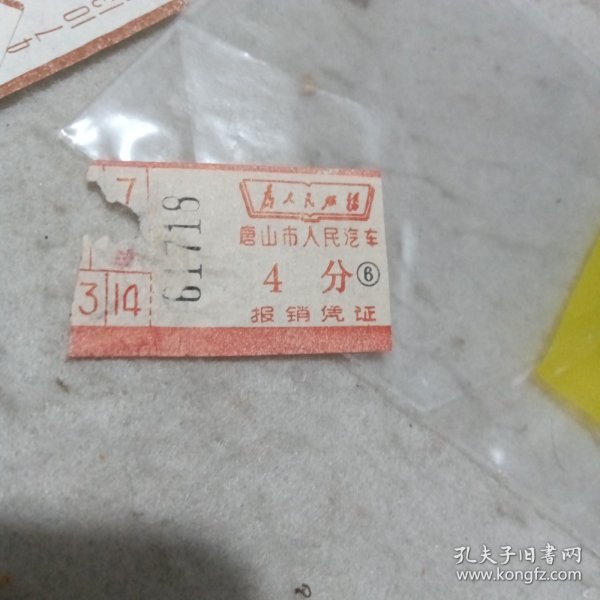 为人民服务
唐山市人民汽车
4 分 ⑥
报销凭证
61718
7
3 14
孔夫子旧书网
www.kongfz.com